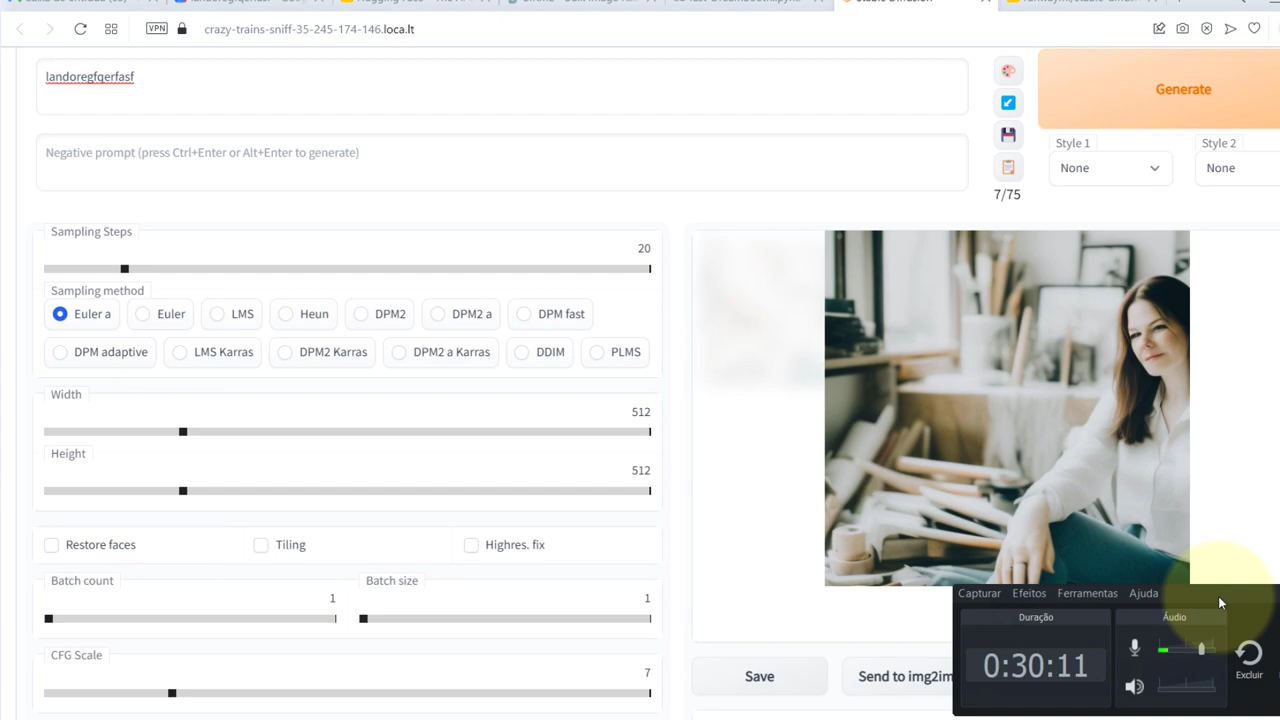 crazy-trains-sniff-35-245-174-146.loca.lt
VPN
landoregfqerfasf
Generate
Negative prompt (press Ctrl+Enter or Alt+Enter to generate)
Style 1
Style 2
None
None
7/75
Sampling Steps
20
Sampling method
Euler a
Euler
LMS
Heun
DPM2
DPM2 a
DPM fast
DPM adaptive
LMS Karras
DPM2 Karras
DPM2 a Karras
DDIM
PLMS
Width
512
Height
512
Restore faces
Tiling
Highres. fix
Batch count
1
Batch size
1
CFG Scale
7
Save
Send to img2im
Capturar
Efeitos
Ferramentas
Ajuda
Duração
Áudio
0:30:11
Excluir